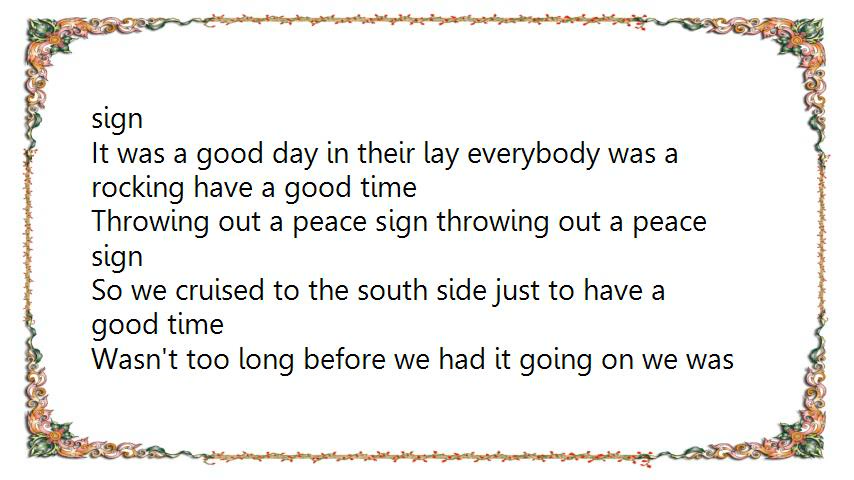 sign
It was a good day in their lay everybody was a
rocking have a good time
Throwing out a peace sign throwing out a peace
sign
So we cruised to the south side just to have a
good time
Wasn't too long before we had it going on we was